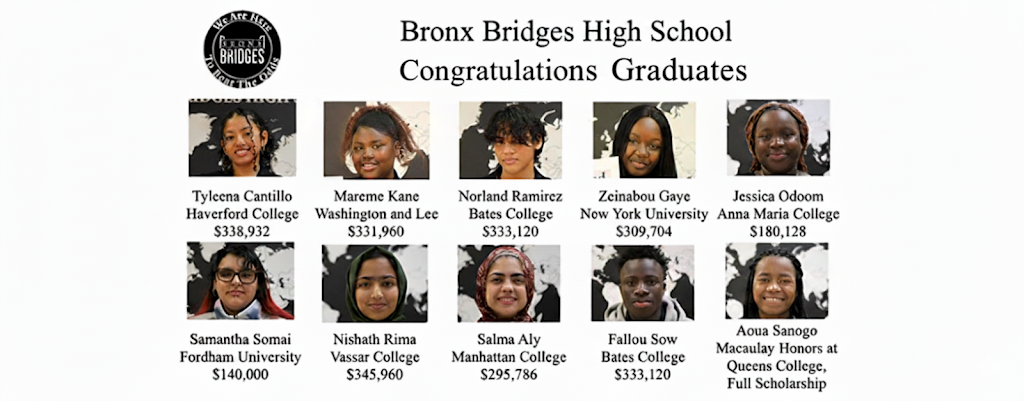 We Are Here
BRONX
BRIDGES
To Beat The Odds
Bronx Bridges High School
Congratulations Graduates
Tyleena Cantillo
Haverford College
$338,932
Mareme Kane
Washington and Lee
$331,960
Norland Ramirez
Bates College
$333,120
Zeinabou Gaye
New York University
$309,704
Jessica Odoom
Anna Maria College
$180,128
Samantha Somai
Fordham University
$140,000
Nishath Rima
Vassar College
$345,960
Salma Aly
Manhattan College
$295,786
Fallou Sow
Bates College
$333,120
Aoua Sanogo
Macaulay Honors at
Queens College,
Full Scholarship